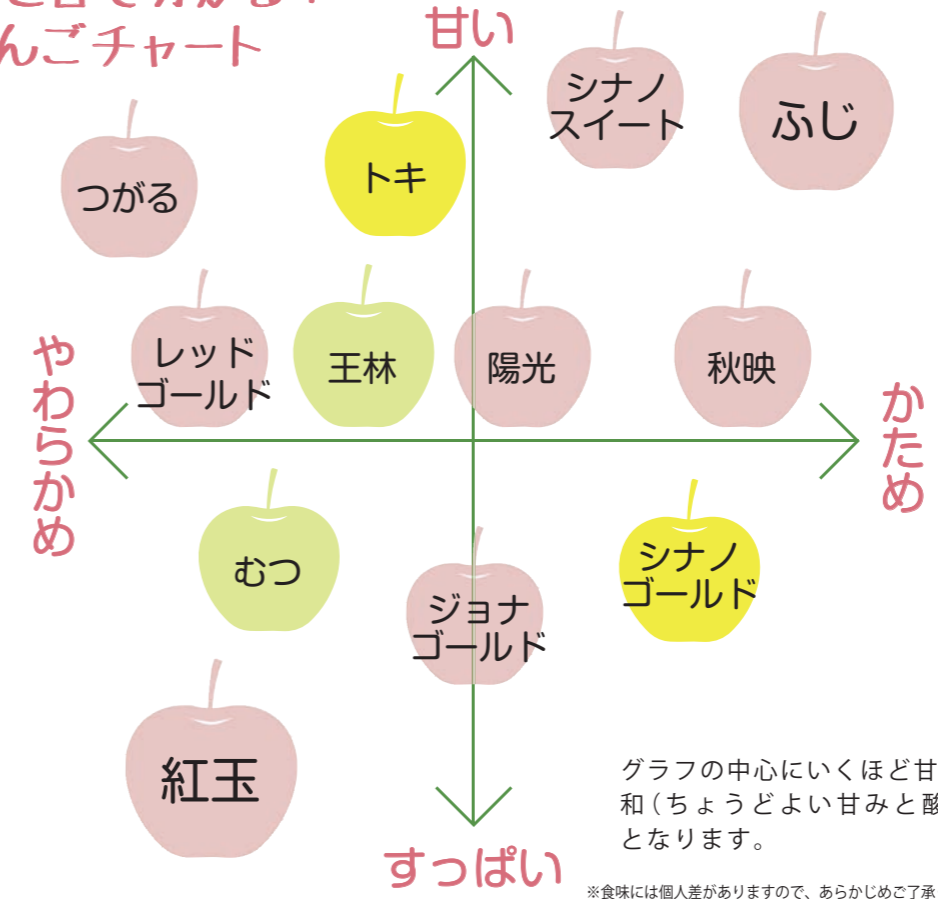 んごチャート
甘い
シナノ
スイート
ふじ
トキ
つがる
レッド
ゴールド
王林
陽光
秋映
やわらかめ
かため
むつ
シナノ
ゴールド
ジョナ
ゴールド
紅玉
すっぱい
グラフの中心にいくほど甘
和（ちょうどよい甘みと酸
となります。
※食味には個人差がありますので、あらかじめご了承